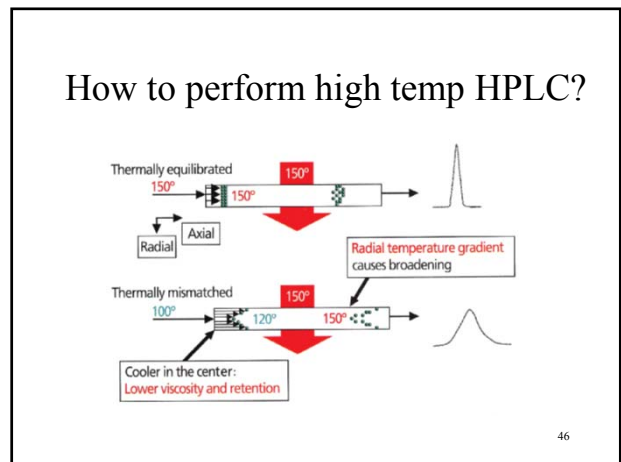 How to perform high temp HPLC?
Thermally equilibrated
150°
150°
150°
Radial
Axial
Radial temperature gradient
causes broadening
Thermally mismatched
100°
150°
120°
150°
Cooler in the center:
Lower viscosity and retention
46